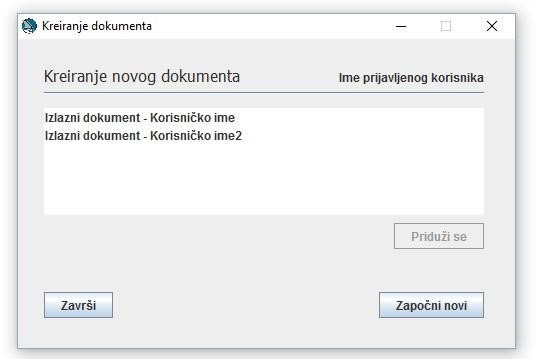 Kreiranje dokumenta
Kreiranje novog dokumenta
Ime prijavljenog korisnika
Izlazni dokument - Korisničko ime
Izlazni dokument - Korisničko ime2
Priduži se
Završi
Započni novi